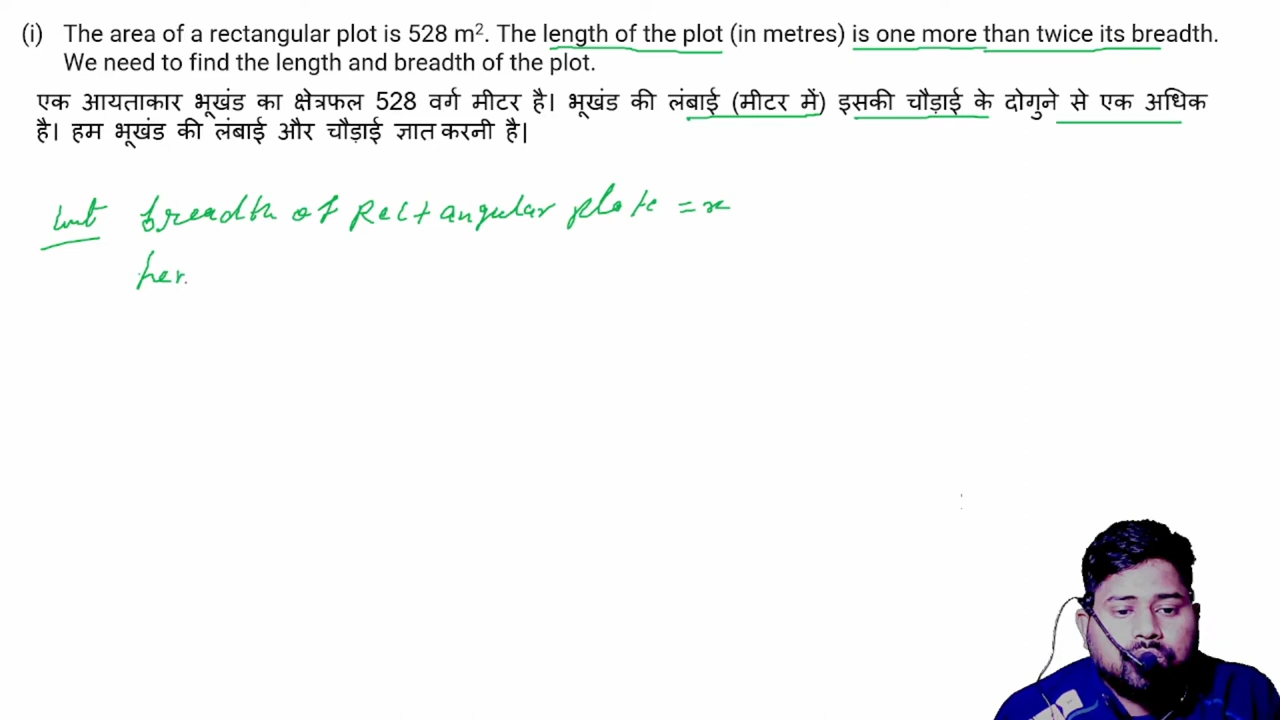 (i) The area of a rectangular plot is 528 m². The length of the plot (in metres) is one more than twice its breadth.
We need to find the length and breadth of the plot.
एक आयताकार भूखंड का क्षेत्रफल 528 वर्ग मीटर है। भूखंड की लंबाई (मीटर में) इसकी चौड़ाई के दोगुने से एक अधिक
है। हम भूखंड की लंबाई और चौड़ाई ज्ञात करनी है।
breadth of Rectangular plote = x
her